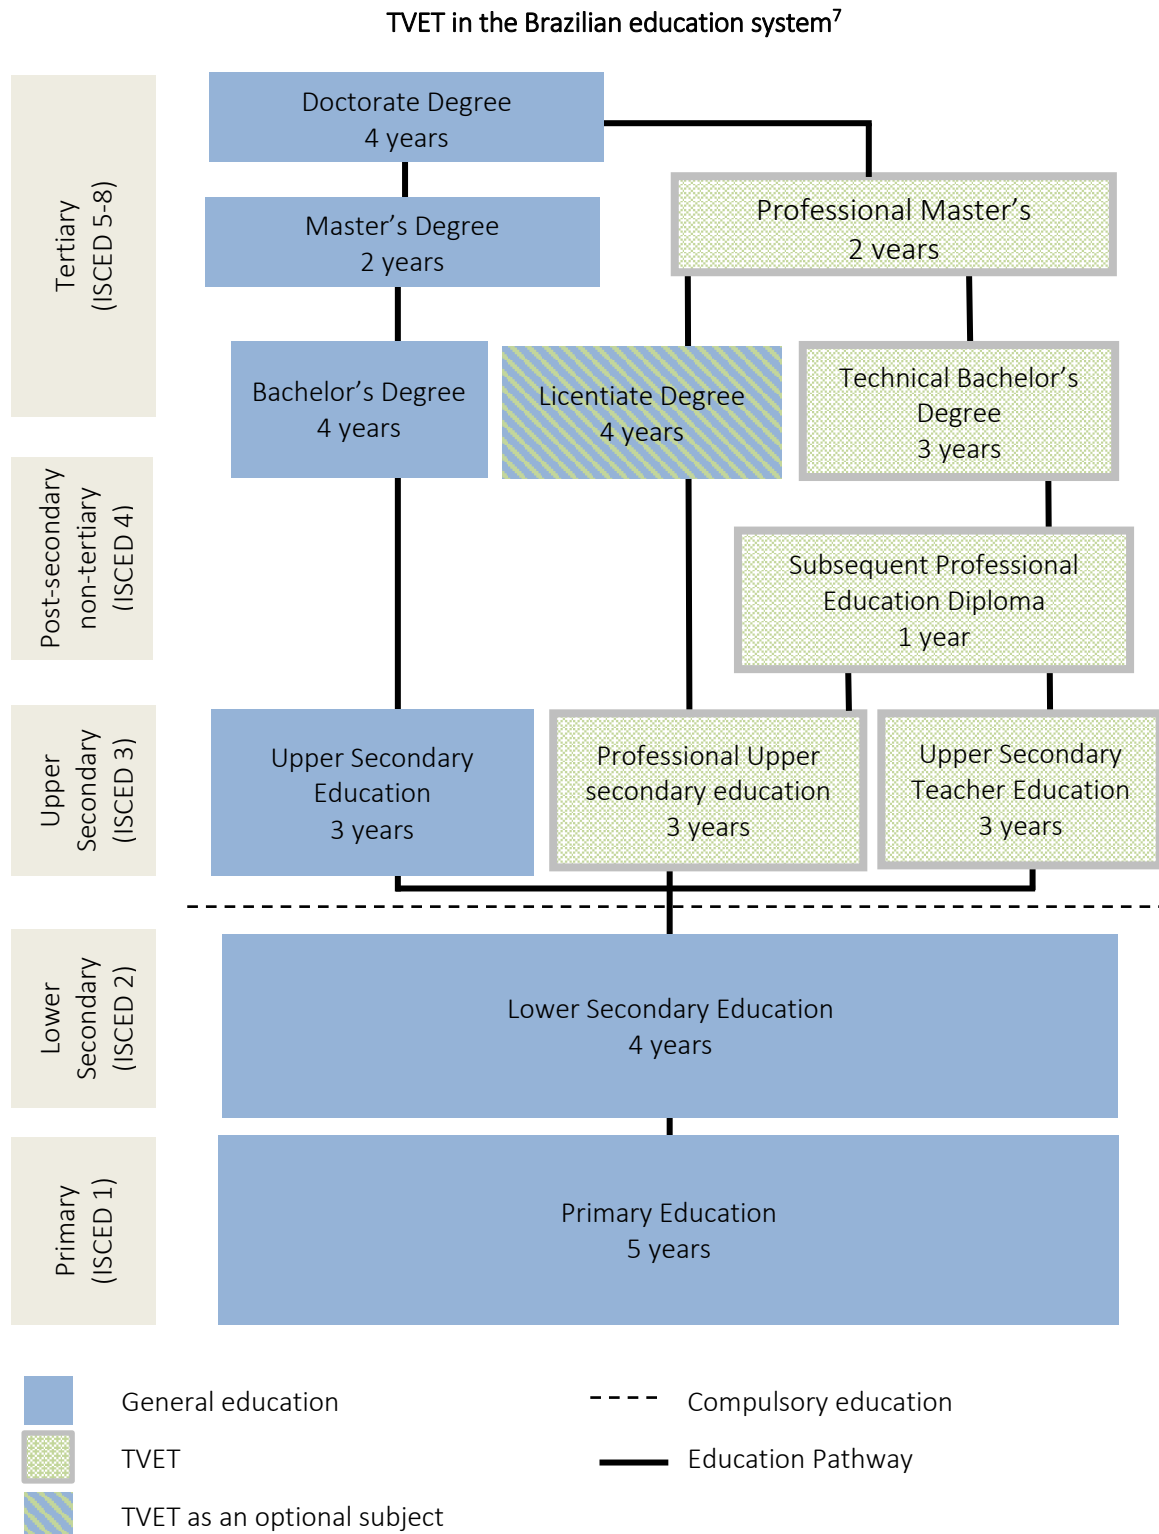 TVET in the Brazilian education system⁷
Tertiary
(ISCED 5-8)
Doctorate Degree
4 years
Master's Degree
2 years
Professional Master's
2 years
Bachelor's Degree
4 years
Licentiate Degree
4 years
Technical Bachelor's
Degree
3 years
Post-secondary
non-tertiary
(ISCED 4)
Subsequent Professional
Education Diploma
1 year
Upper
Secondary
(ISCED 3)
Upper Secondary
Education
3 years
Professional Upper
secondary education
3 years
Upper Secondary
Teacher Education
3 years
Lower
Secondary
(ISCED 2)
Lower Secondary Education
4 years
Primary
(ISCED 1)
Primary Education
5 years
General education
TVET
TVET as an optional subject
Compulsory education
Education Pathway